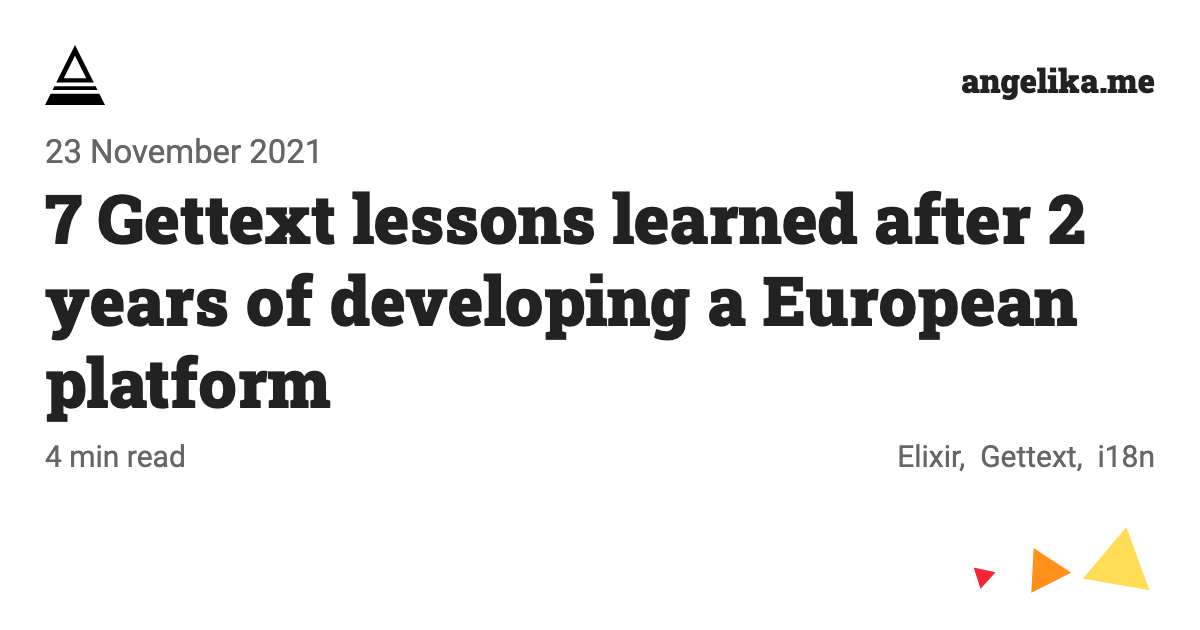 angelika.me
23 November 2021
7 Gettext lessons learned after 2
years of developing a European
platform
4 min read
Elixir, Gettext, i18n